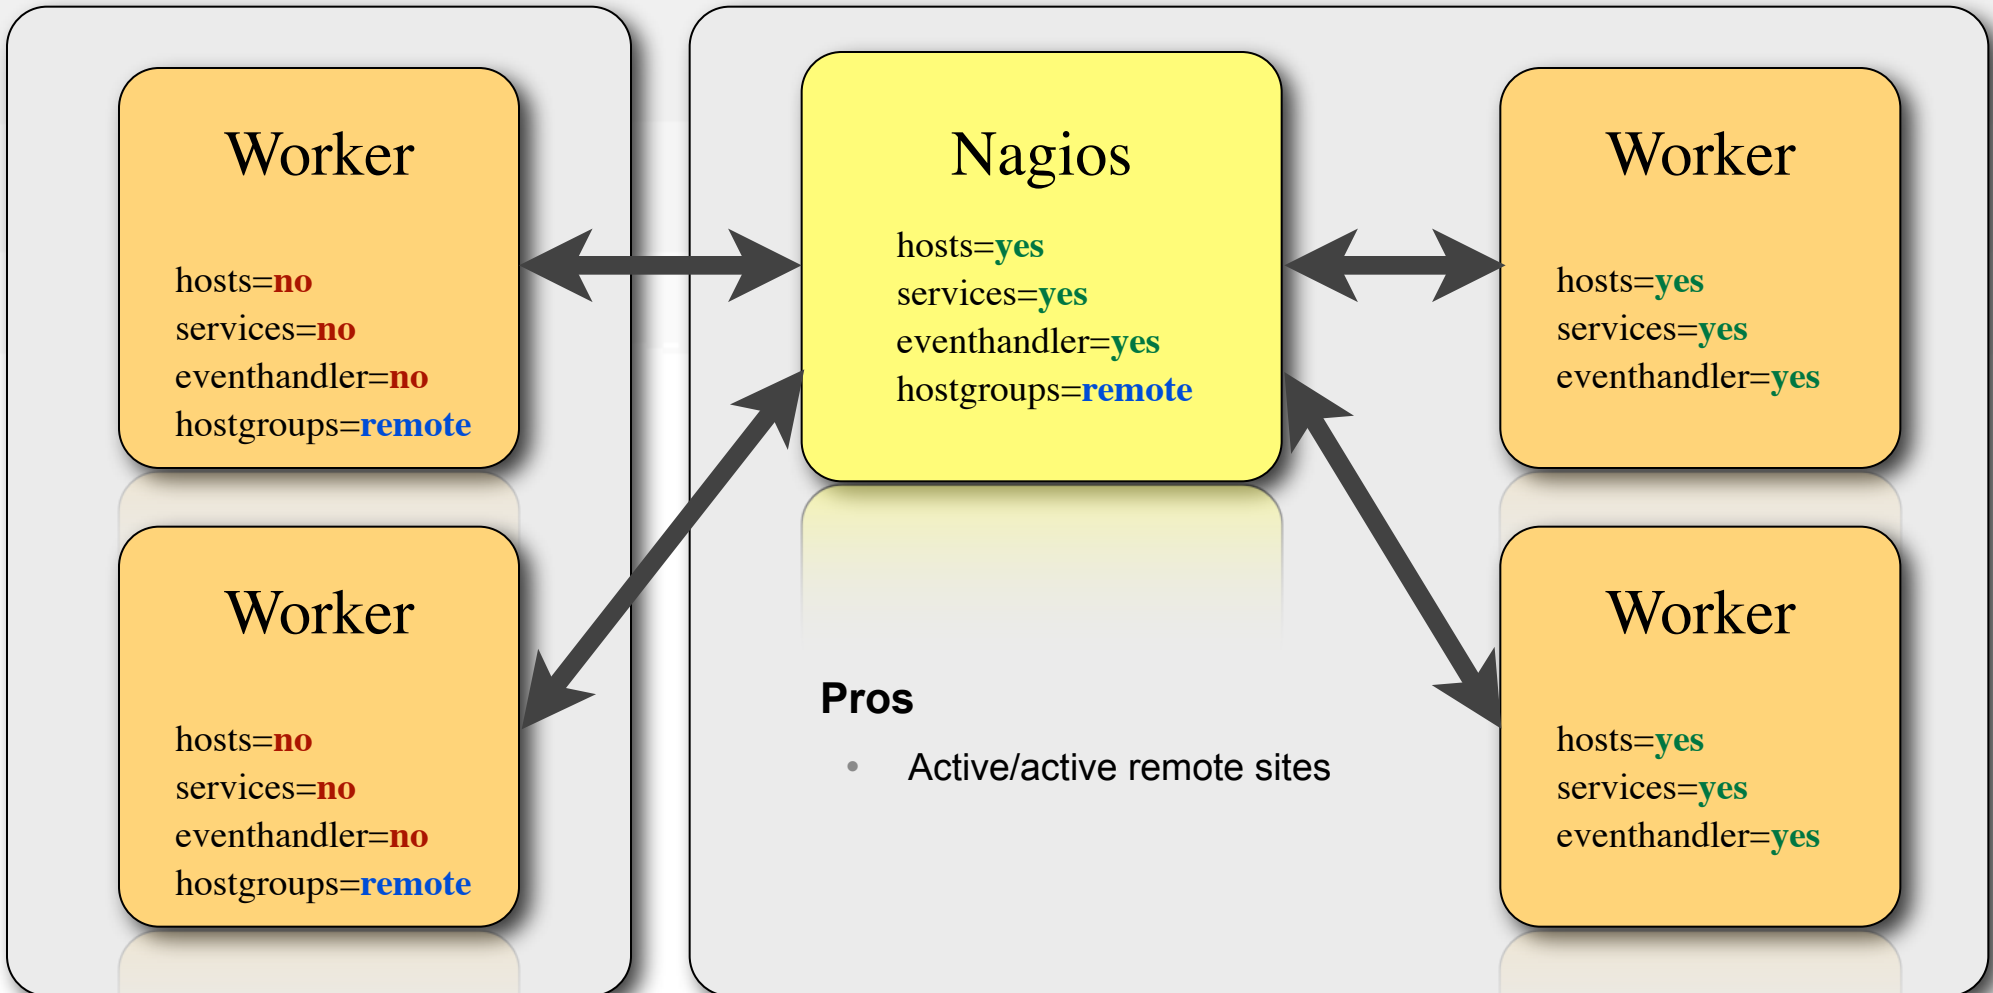 Worker
hosts=no
services=no
eventhandler=no
hostgroups=remote
Worker
hosts=no
services=no
eventhandler=no
hostgroups=remote
Nagios
hosts=yes
services=yes
eventhandler=yes
hostgroups=remote
Pros
• Active/active remote sites
Worker
hosts=yes
services=yes
eventhandler=yes
Worker
hosts=yes
services=yes
eventhandler=yes